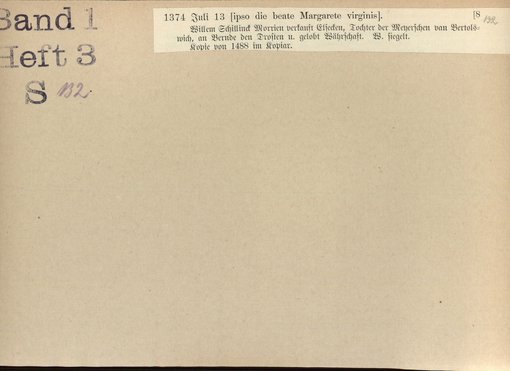 Band 1
Heft 3
S 132
1374 Juli 13 [ipso die beate Margarete virginis]. [S 132
Willem Schillinck Morrien verkauft Elsecken, Tochter der Meyerschen van Bertols-
wich, an Bernde den Drosten u. gelobt Währschaft. W. siegelt.
Kopie von 1488 im Kopiar.